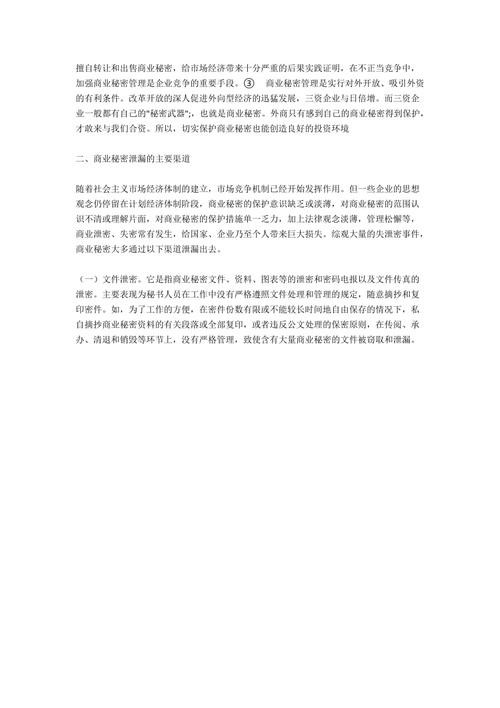 擅自转让和出售商业秘密，给市场经济带来十分严重的后果实践证明，在不正当竞争中，
加强商业秘密管理是企业竞争的重要手段。③　商业秘密管理是实行对外开放、吸引外资
的有利条件。改革开放的深人促进外向型经济的迅猛发展，三资企业与日倍增。而三资企
业一般都有自己的"秘密武器";，也就是商业秘密。外商只有感到自己的商业秘密得到保护，
才敢来与我们合资。所以，切实保护商业秘密也能创造良好的投资环境
二、商业秘密泄漏的主要渠道
随着社会主义市场经济体制的建立，市场竞争机制已经开始发挥作用。但一些企业的思想
观念仍停留在计划经济体制阶段，商业秘密的保护意识缺乏或淡薄，对商业秘密的范围认
识不清或理解片面，对商业秘密的保护措施单一乏力，加上法律观念淡薄，管理松懈等，
商业泄密、失密常有发生，给国家、企业乃至个人带来巨大损失。综观大量的失泄密事件，
商业秘密大多通过以下渠道泄漏出去。
（一）文件泄密。它是指商业秘密文件、资料、图表等的泄密和密码电报以及文件传真的
泄密。主要表现为秘书人员在工作中没有严格遵照文件处理和管理的规定，随意摘抄和复
印密件。如，为了工作的方便，在密件份数有限或不能较长时间地自由保存的情况下，私
自摘抄商业秘密资料的有关段落或全部复印，或者违反公文处理的保密原则，在传阅、承
办、清退和销毁等环节上，没有严格管理，致使含有大量商业秘密的文件被窃取和泄漏。